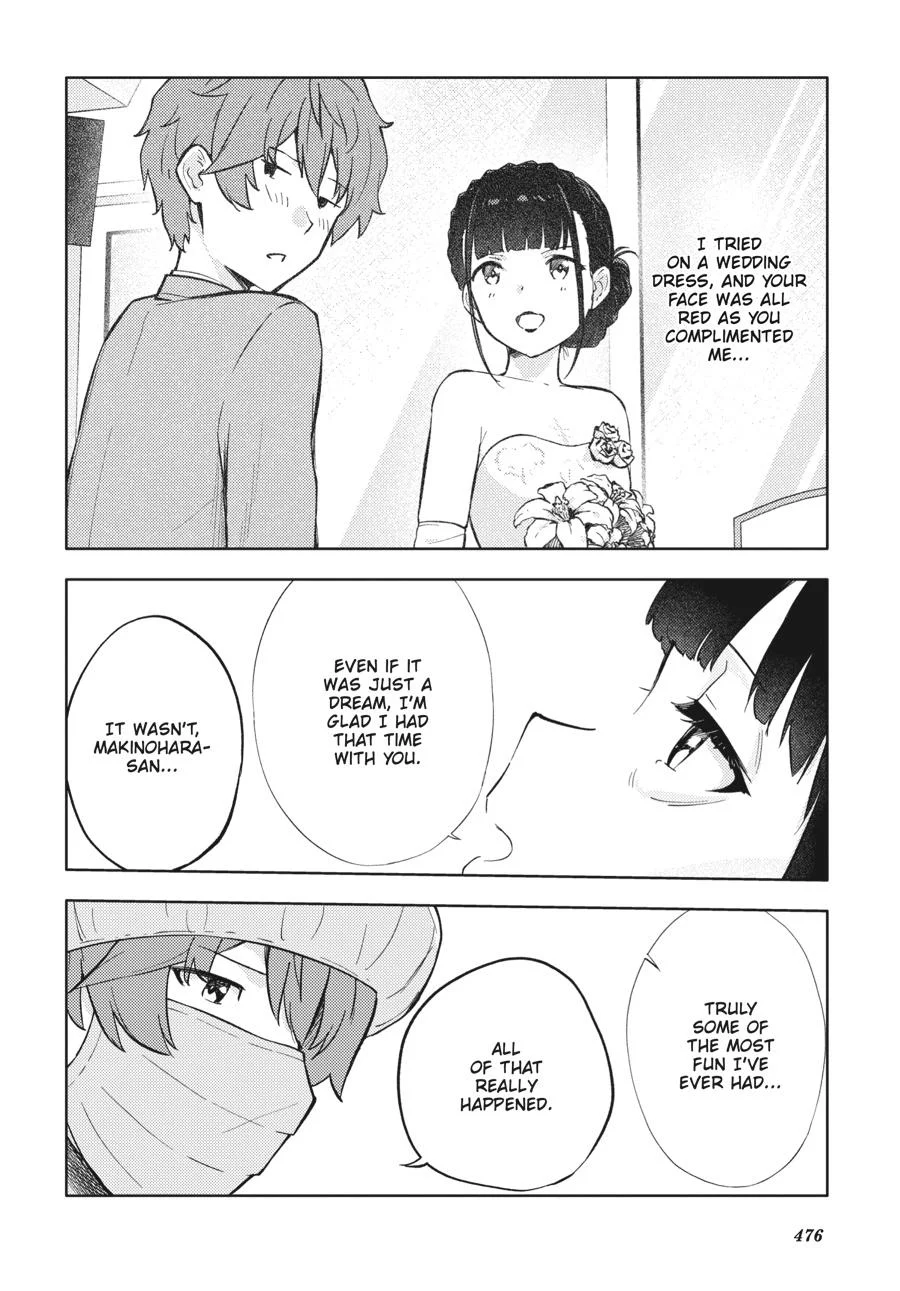 I TRIED
ON A WEDDING
DRESS, AND YOUR
FACE WAS ALL
RED AS YOU
COMPLIMENTED
ME...
EVEN IF IT
WAS JUST A
DREAM, I'M
GLAD I HAD
THAT TIME
WITH YOU.
IT WASN'T,
MAKINOHARA-
SAN...
TRULY
SOME OF
THE MOST
FUN I'VE
EVER HAD...
ALL
OF THAT
REALLY
HAPPENED.
476